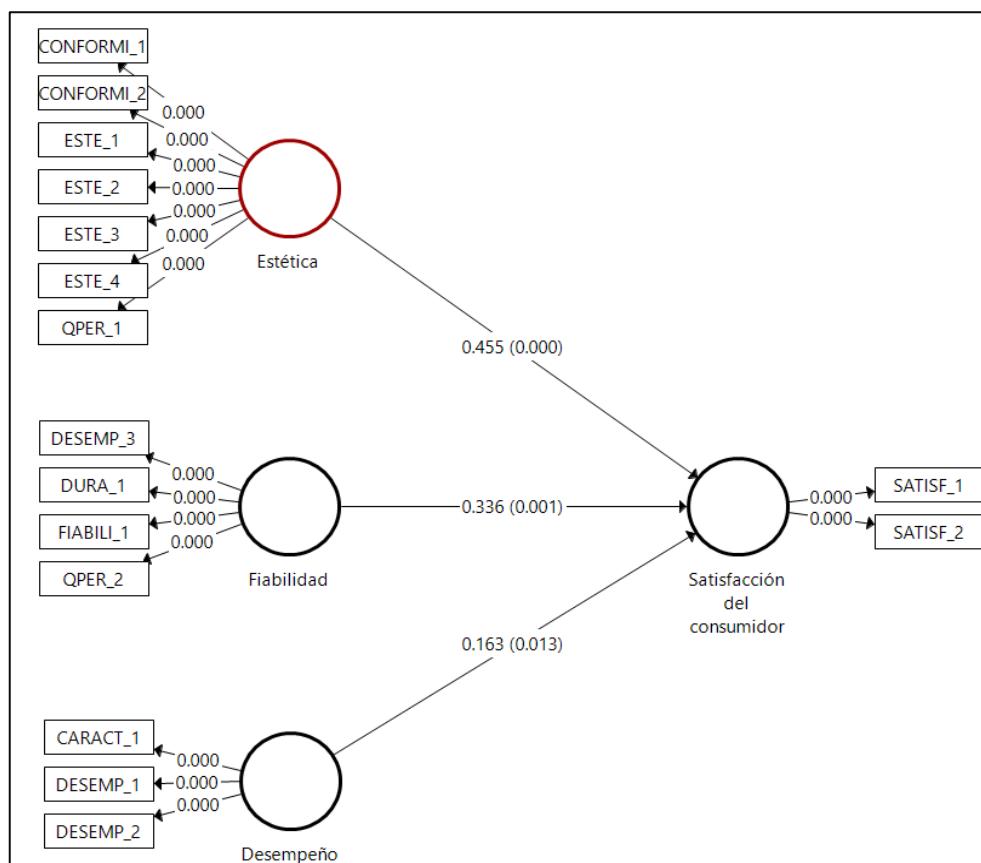 CONFORMI_1
CONFORMI_2
ESTE_1
ESTE_2
ESTE_3
ESTE_4
QPER_1
0.000
0.000
0.000
0.000
0.000
0.000
0.000
Estética
0.455 (0.000)
DESEMP_3
DURA_1
FIABILI_1
QPER_2
0.000
0.000
0.000
0.000
Fiabilidad
0.336 (0.001)
0.000
0.000
SATISF_1
SATISF_2
Satisfacción
del
consumidor
0.163 (0.013)
CARACT_1
DESEMP_1
DESEMP_2
0.000
0.000
0.000
Desempeño